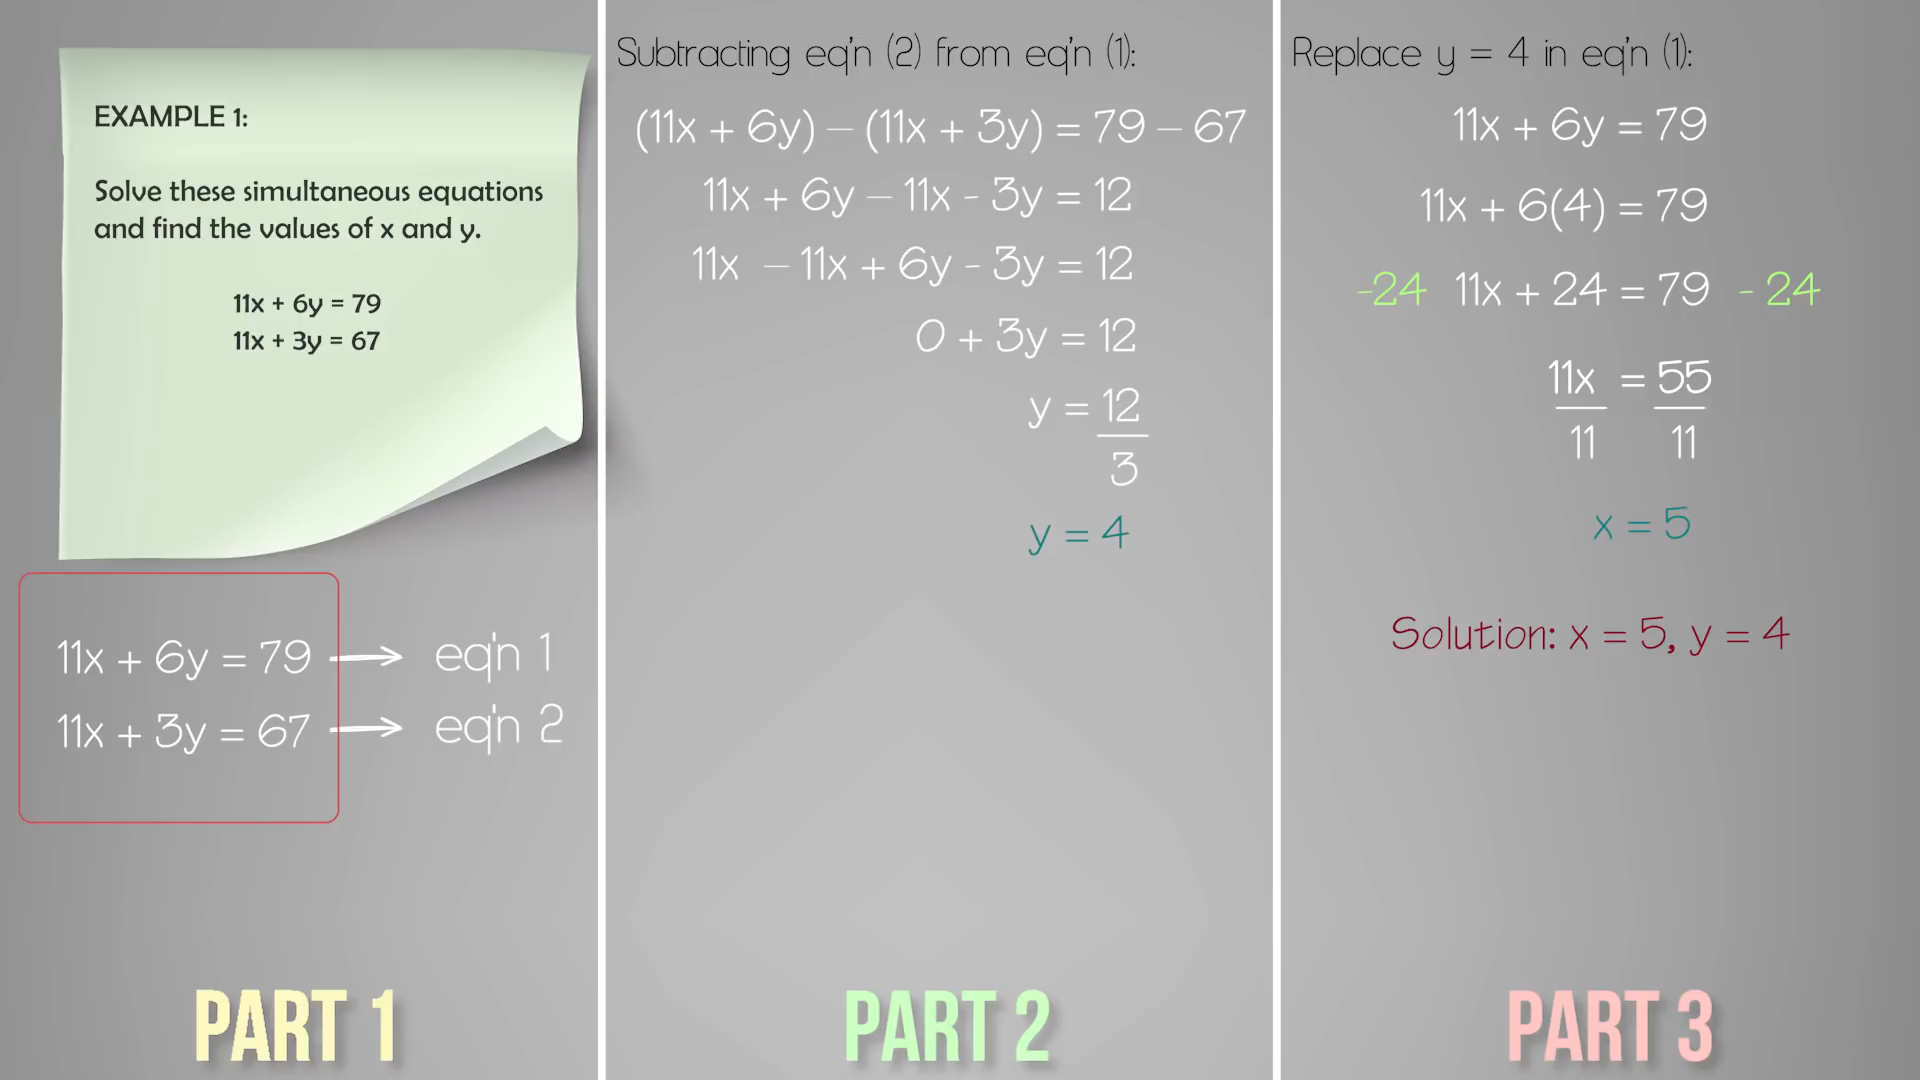 EXAMPLE 1:
Solve these simultaneous equations
and find the values of x and y.
11x + 6y = 79
11x + 3y = 67
11x + 6y = 79 → eq'n 1
11x + 3y = 67 → eq'n 2
PART 1
Subtracting eq'n (2) from eq'n (1):
(11x + 6y) – (11x + 3y) = 79 – 67
11x + 6y – 11x - 3y = 12
11x – 11x + 6y - 3y = 12
0 + 3y = 12
y = 12
3
y = 4
PART 2
Replace y = 4 in eq'n (1):
11x + 6y = 79
11x + 6(4) = 79
-24 11x + 24 = 79 - 24
11x = 55
11 11
x = 5
Solution: x = 5, y = 4
PART 3